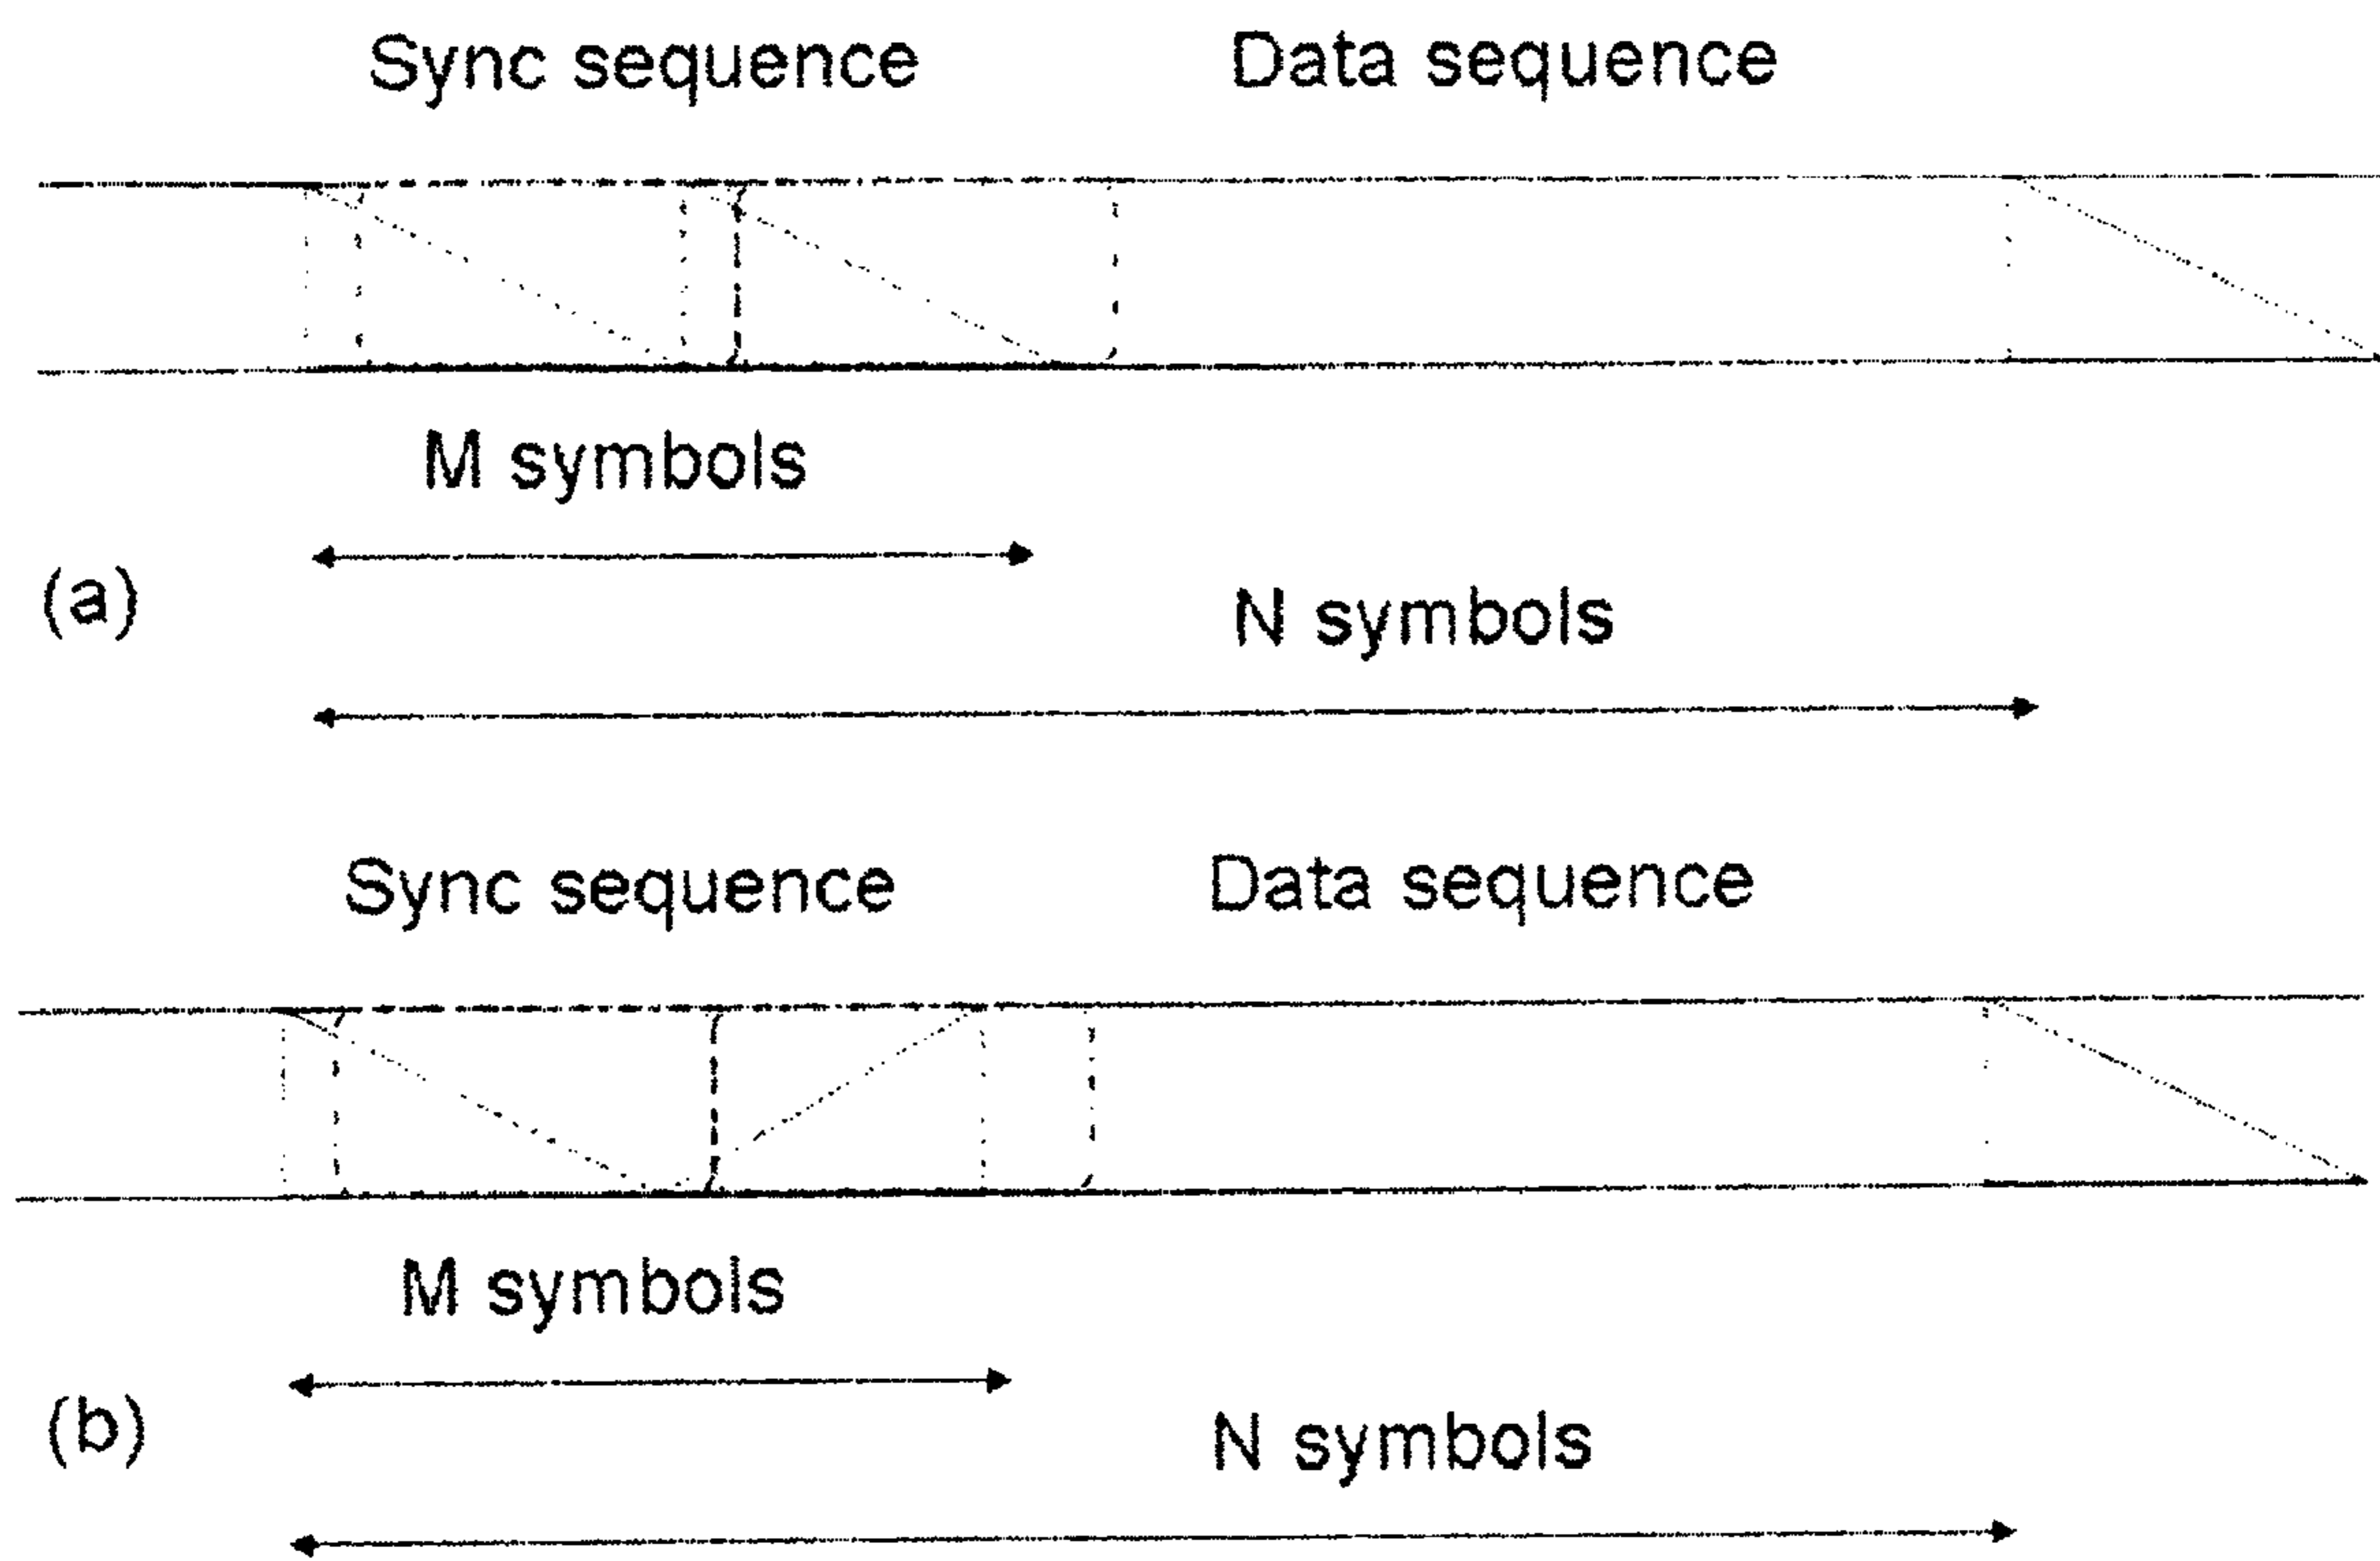 Sync sequence Data sequence
M symbols
(a)
N symbols
Sync sequence Data sequence
M symbols
(b)
N symbols